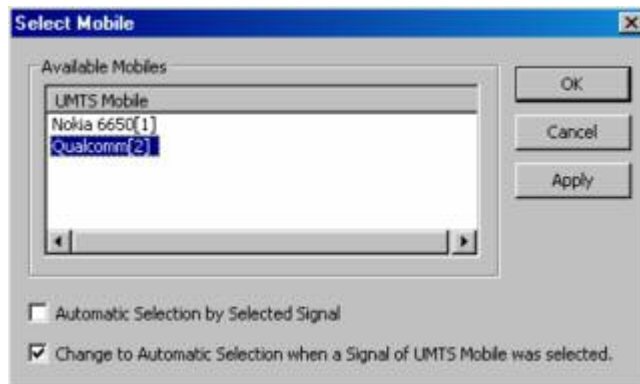 Select Mobile
Available Mobiles
UMTS Mobile
Nokia 6650[1]
Qualcomm[2]
OK
Cancel
Apply
Automatic Selection by Selected Signal
Change to Automatic Selection when a Signal of UMTS Mobile was selected.